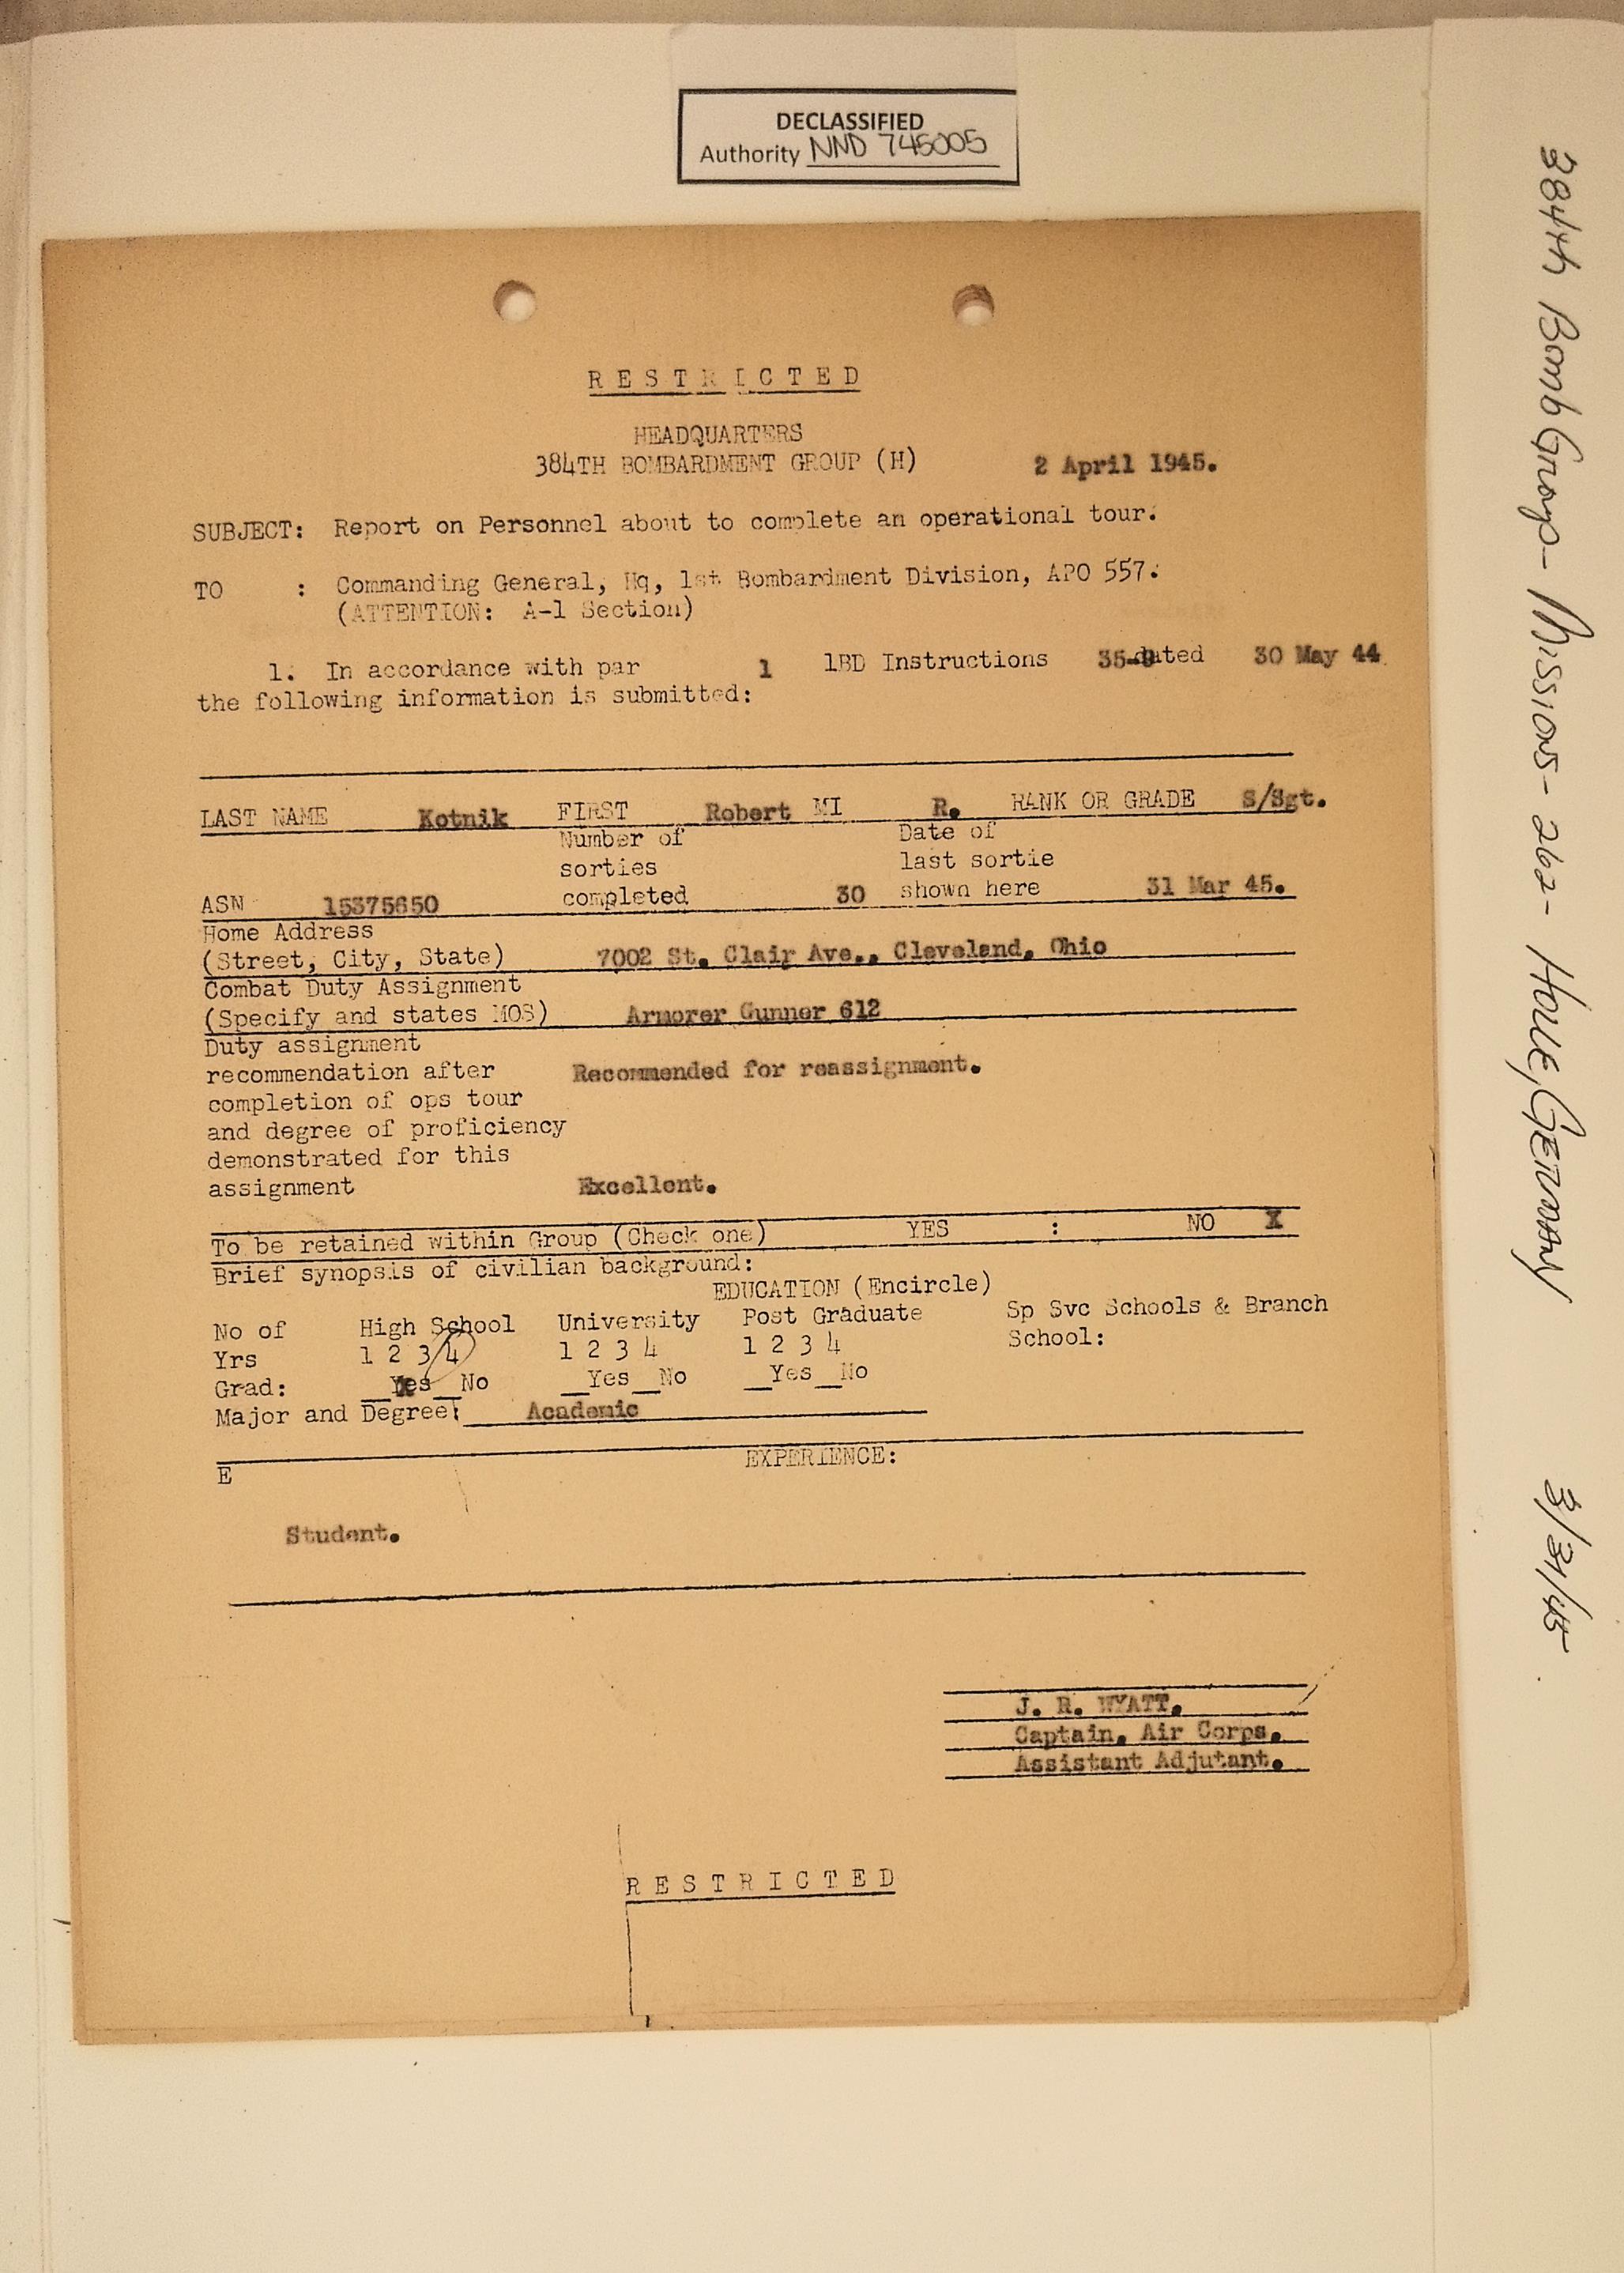 DECLASSIFIED
Authority NND 745005
RESTRICTED
HEADQUARTERS
384TH BOMBARDMENT GROUP (H) 2 April 1945.
SUBJECT: Report on Personnel about to complete an operational tour.
TO : Commanding General, Hq, 1st Bombardment Division, APO 557.
(ATTENTION: A-1 Section)
1. In accordance with par 1 1BD Instructions 35-9 dated 30 May 44
the following information is submitted:
LAST NAME Kotnik FIRST Robert MI R. RANK OR GRADE S/Sgt.
Number of Date of
sorties last sortie
ASN 15375650 completed 30 shown here 31 Mar 45.
Home Address
(Street, City, State) 7002 St. Clair Ave., Cleveland, Ohio
Combat Duty Assignment
(Specify and states MOS) Armorer Gunner 612
Duty assignment
recommendation after Recommended for reassignment.
completion of ops tour
and degree of proficiency
demonstrated for this
assignment Excellent.
To be retained within Group (Check one) YES : NO X
Brief synopsis of civilian background:
EDUCATION (Encircle)
No of High School University Post Graduate Sp Svc Schools & Branch
Yrs 1 2 3 4 1 2 3 4 1 2 3 4 School:
Grad: _Yes_No _Yes_No _Yes_No
Major and Degree: Academic
E EXPERIENCE:
Student.
J. R. WYATT,
Captain, Air Corps,
Assistant Adjutant.
RESTRICTED
384th Bomb Group - Missions - 262 - HALLE, GERMANY 3/31/45